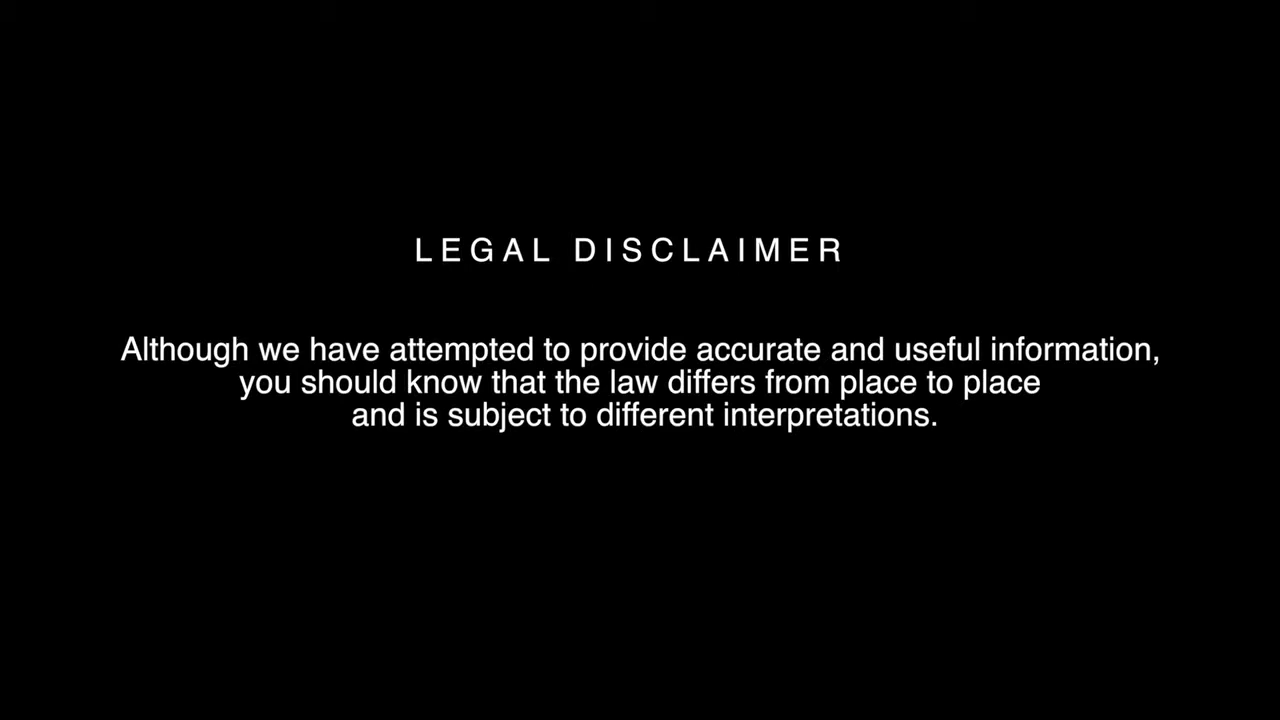 LEGAL DISCLAIMER
Although we have attempted to provide accurate and useful information,
you should know that the law differs from place to place
and is subject to different interpretations.